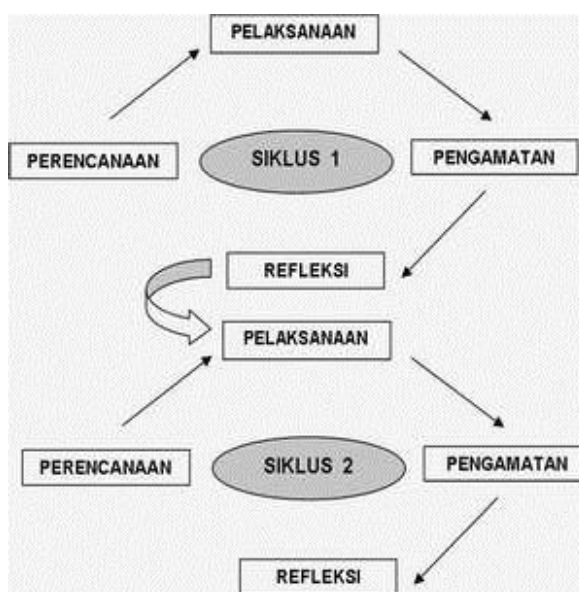 PELAKSANAAN
PERENCANAAN
SIKLUS 1
PENGAMATAN
REFLEKSI
PELAKSANAAN
PERENCANAAN
SIKLUS 2
PENGAMATAN
REFLEKSI